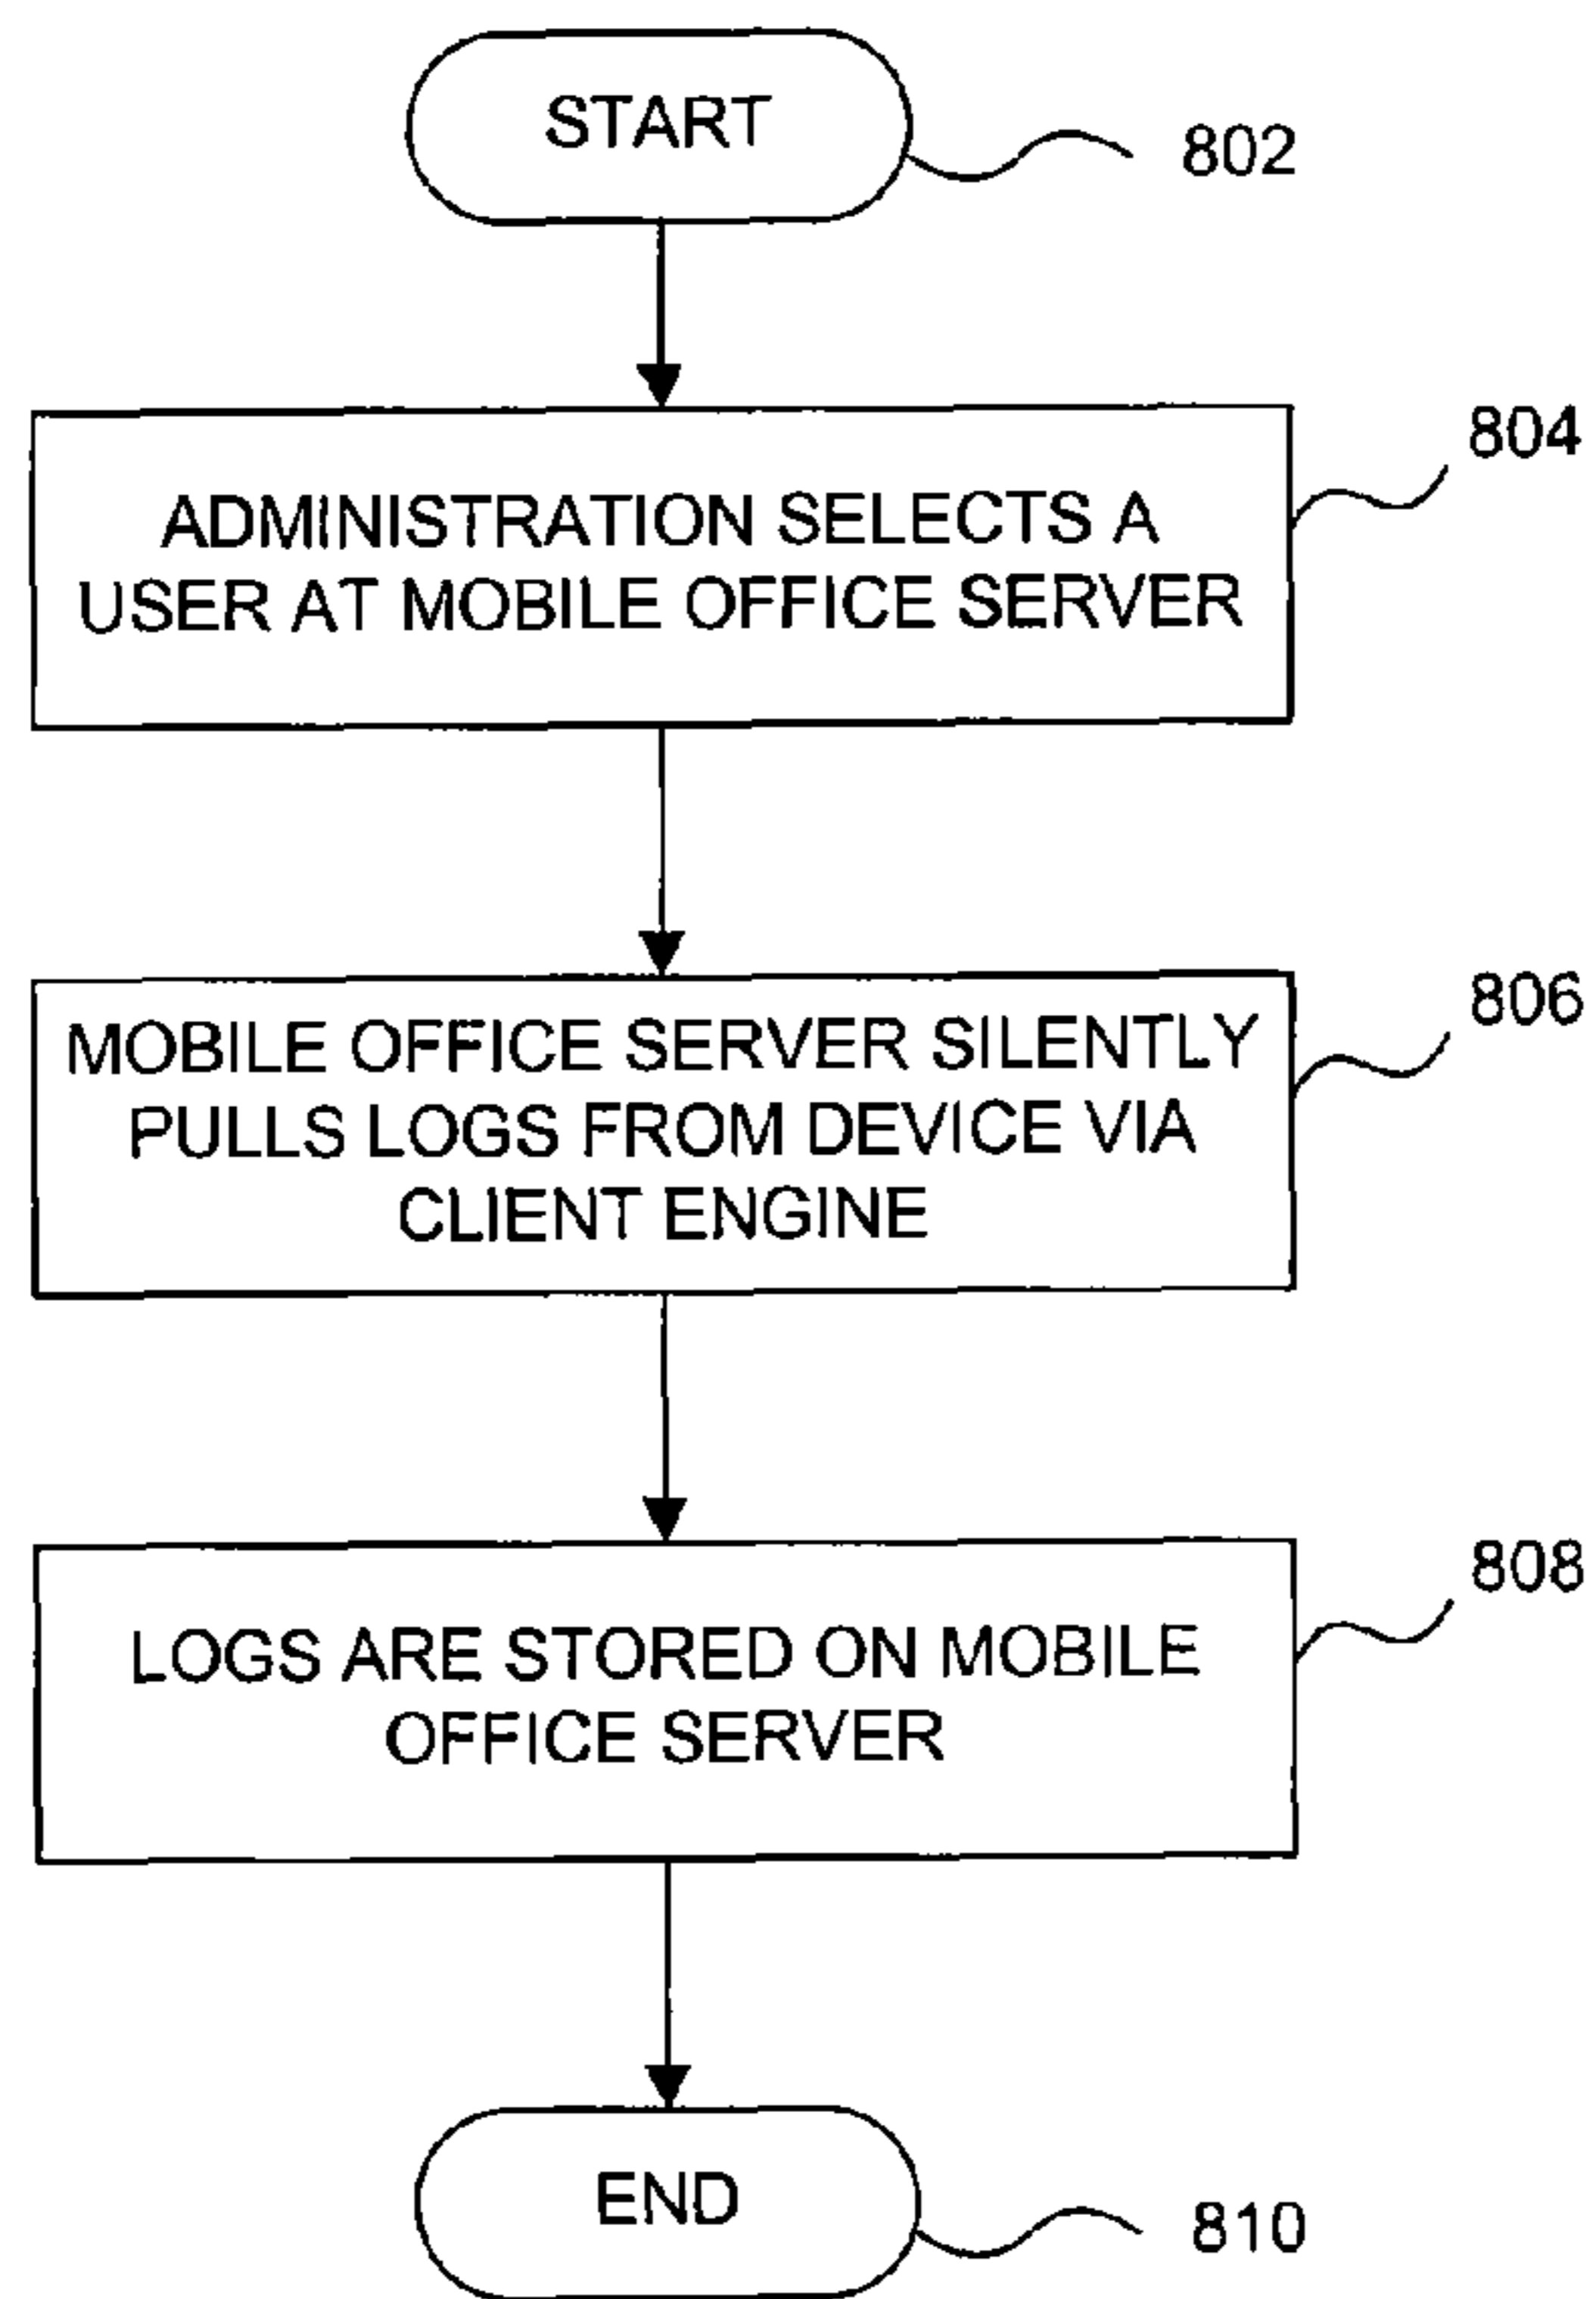 START
802
804
ADMINISTRATION SELECTS A
USER AT MOBILE OFFICE SERVER
806
MOBILE OFFICE SERVER SILENTLY
PULLS LOGS FROM DEVICE VIA
CLIENT ENGINE
808
LOGS ARE STORED ON MOBILE
OFFICE SERVER
END
810